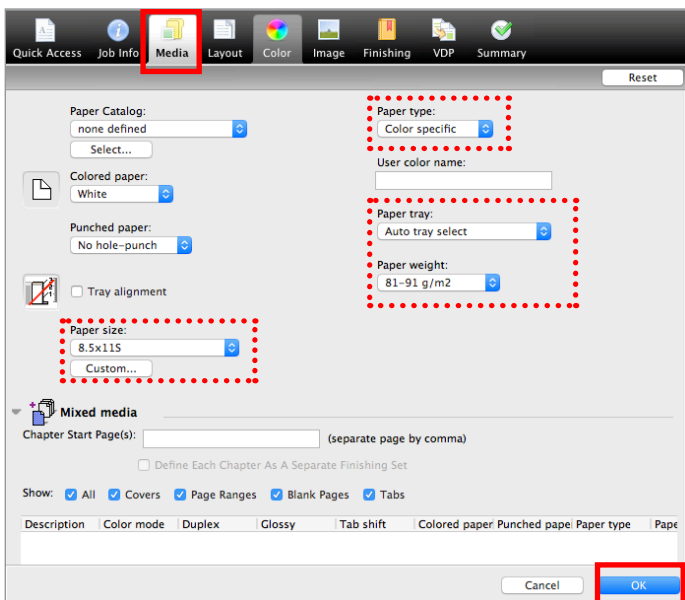 Quick Access Job Info Media Layout Color Image Finishing VDP Summary
Reset
Paper Catalog:
none defined
Select...
Colored paper:
White
Punched paper:
No hole-punch
Tray alignment
Paper size:
8.5x11S
Custom...
Paper type:
Color specific
User color name:
Paper tray:
Auto tray select
Paper weight:
81-91 g/m2
Mixed media
Chapter Start Page(s): (separate page by comma)
Define Each Chapter As A Separate Finishing Set
Show: All Covers Page Ranges Blank Pages Tabs
Description Color mode Duplex Glossy Tab shift Colored paper Punched pape Paper type Pape
Cancel OK